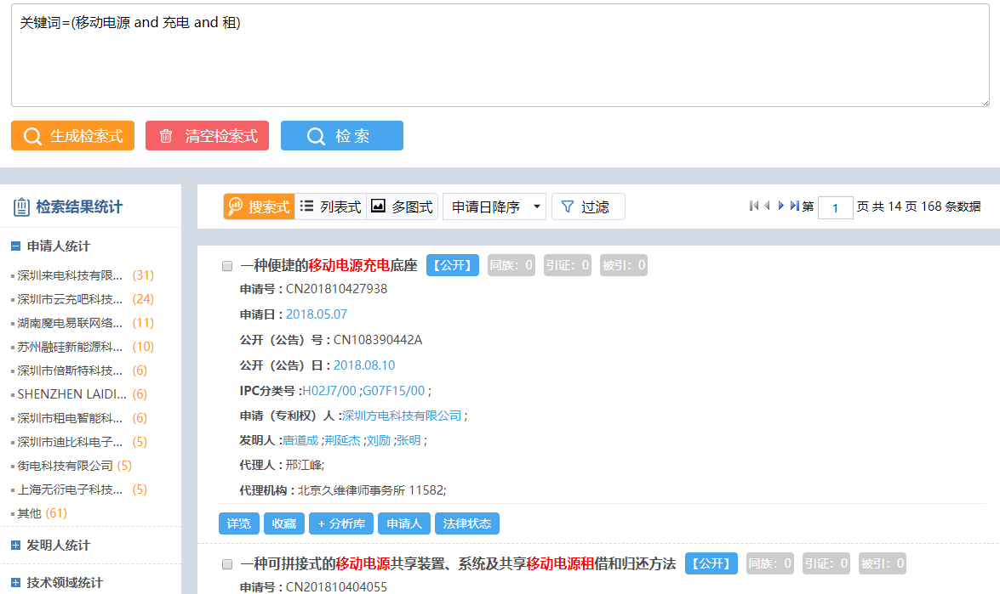 关键词=(移动电源 and 充电 and 租)
生成检索式 清空检索式 检 索
检索结果统计
搜索式 列表式 多图式 申请日降序 过滤 第 1 页 共 14 页 168 条数据
申请人统计
深圳来电科技有限... (31)
深圳市云充吧科技... (24)
湖南魔电易联网络... (11)
苏州融硅新能源科... (10)
深圳市倍斯特科技... (6)
SHENZHEN LAIDI... (6)
深圳市租电智能科... (6)
深圳市迪比科电子... (5)
街电科技有限公司 (5)
上海无衍电子科技... (5)
其他 (61)
发明人统计
技术领域统计
一种便捷的移动电源充电底座 【公开】 同族：0 引证：0 被引：0
申请号：CN201810427938
申请日：2018.05.07
公开（公告）号：CN108390442A
公开（公告）日：2018.08.10
IPC分类号:H02J7/00 ;G07F15/00 ;
申请（专利权）人 :深圳方电科技有限公司 ;
发明人 :唐道成 ;荆延杰 ;刘励 ;张明 ;
代理人：邢江峰;
代理机构：北京久维律师事务所 11582;
详览 收藏 + 分析库 申请人 法律状态
一种可拼接式的移动电源共享装置、系统及共享移动电源租借和归还方法 【公开】 同族：0 引证：0 被引：0
申请号：CN201810404055